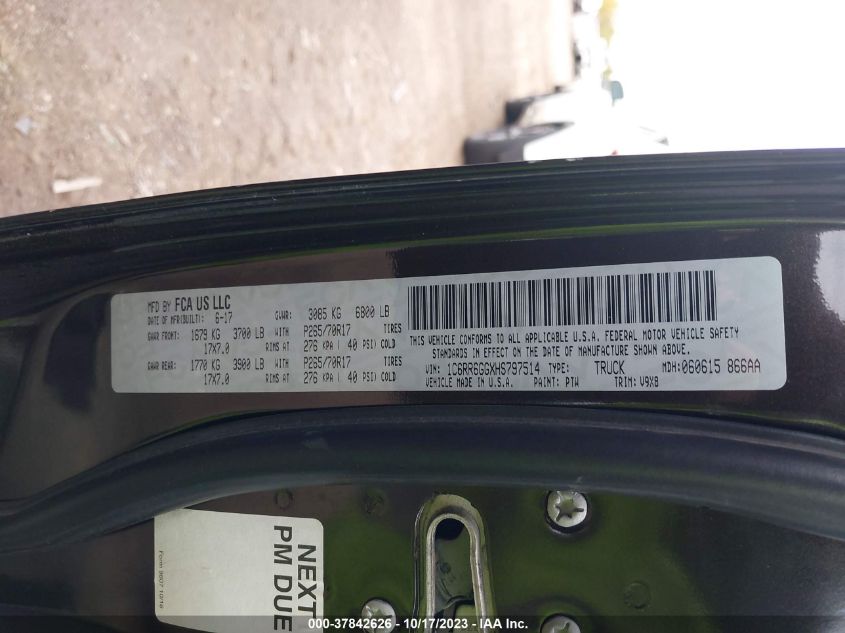 MFD BY FCA US LLC
DATE OF MFR(BUILT): 6-17 GVWR: 3085 KG 6800 LB
GAWR FRONT: 1679 KG 3700 LB WITH P265/70R17 TIRES
17X7.0 RIMS AT 276 KPA ( 40 PSI) COLD
GAWR REAR: 1770 KG 3900 LB WITH P265/70R17 TIRES
17X7.0 RIMS AT 276 KPA ( 40 PSI) COLD
THIS VEHICLE CONFORMS TO ALL APPLICABLE U.S.A. FEDERAL MOTOR VEHICLE SAFETY
STANDARDS IN EFFECT ON THE DATE OF MANUFACTURE SHOWN ABOVE.
VIN: 1C6RR6GGXHS797514 TYPE: TRUCK MDH: 060615 866AA
VEHICLE MADE IN U.S.A. PAINT: PTW TRIM: V9X8
NEXT
PM DUE
Form 9807 10/16
000-37842626 - 10/17/2023 - IAA Inc.